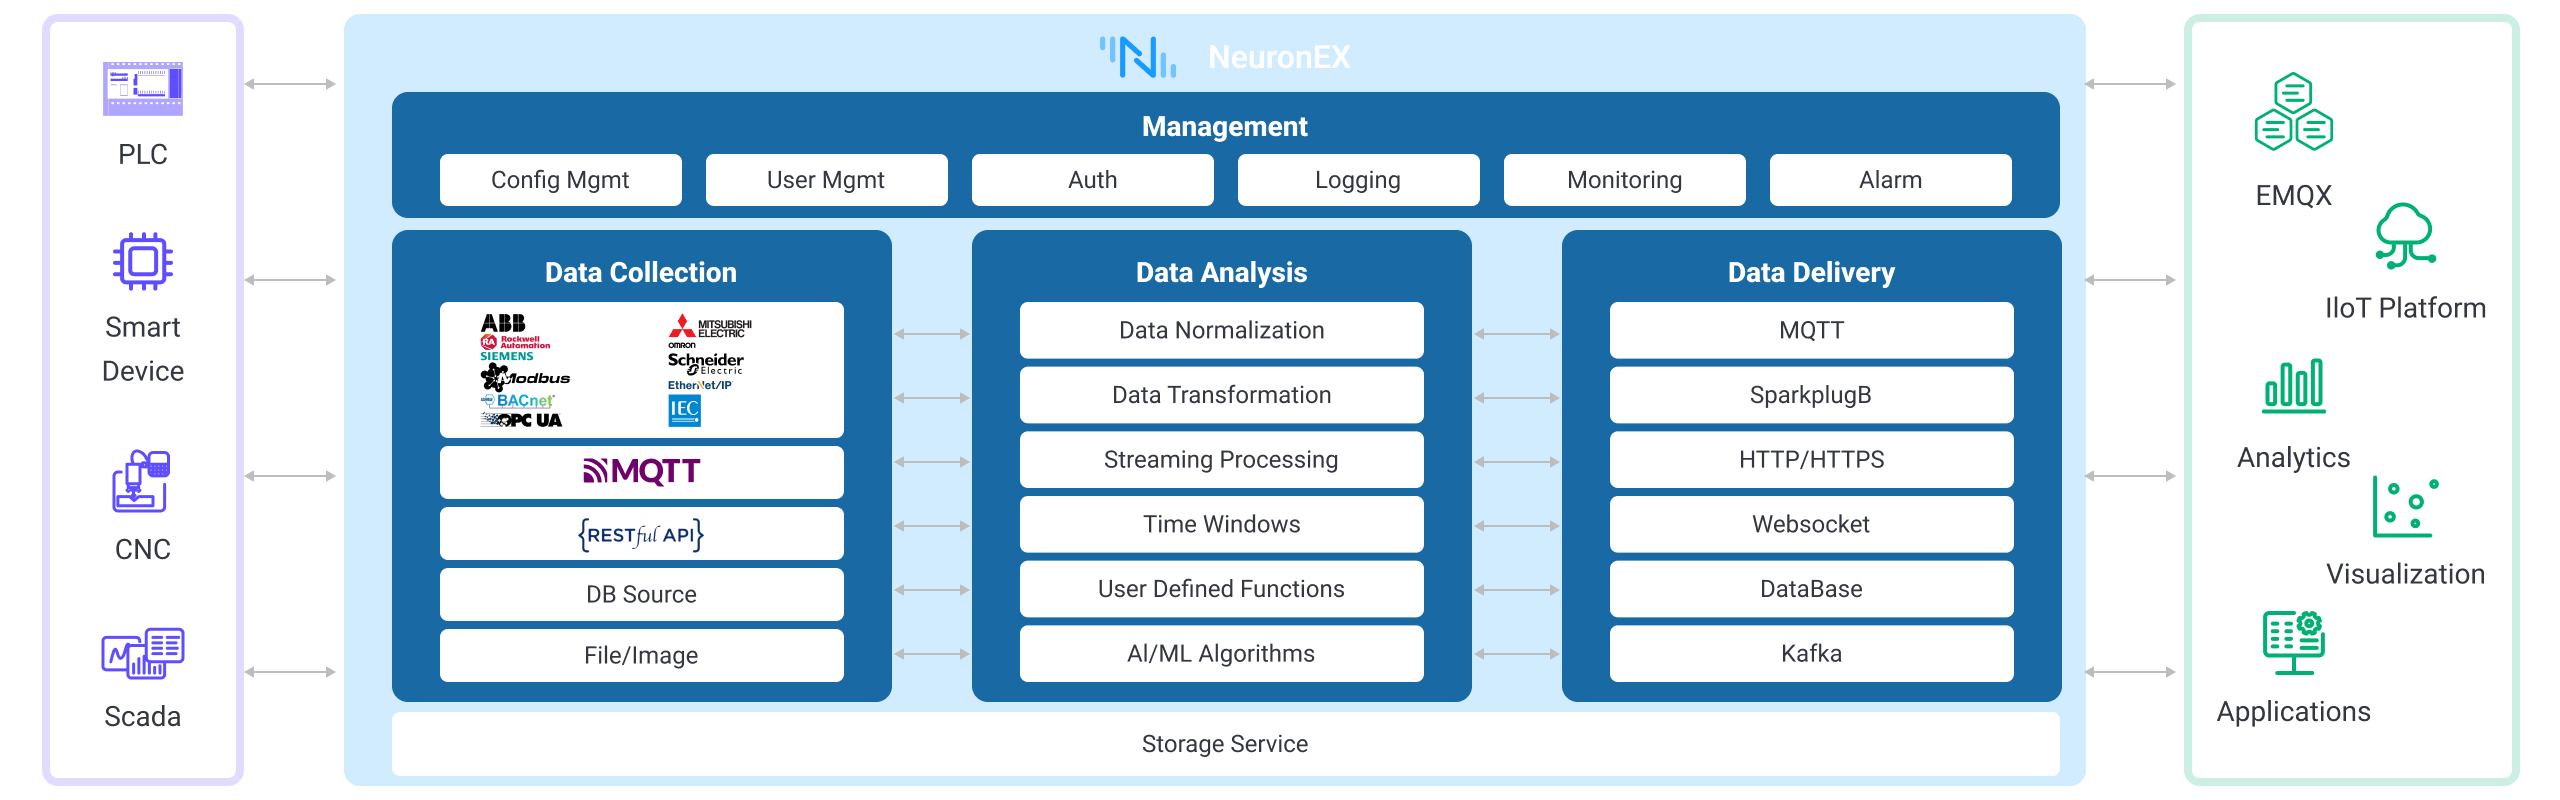 PLC
Smart
Device
CNC
Scada
NeuronEX
Management
Config Mgmt
User Mgmt
Auth
Logging
Monitoring
Alarm
Data Collection
ABB
RA Rockwell
Automation
SIEMENS
Modbus
BACnet
OPC UA
MITSUBISHI
ELECTRIC
OMRON
Schneider
Electric
EtherNet/IP
IEC
MQTT
{RESTful API}
DB Source
File/Image
Data Analysis
Data Normalization
Data Transformation
Streaming Processing
Time Windows
User Defined Functions
AI/ML Algorithms
Data Delivery
MQTT
SparkplugB
HTTP/HTTPS
Websocket
DataBase
Kafka
Storage Service
EMQX
IIoT Platform
Analytics
Visualization
Applications